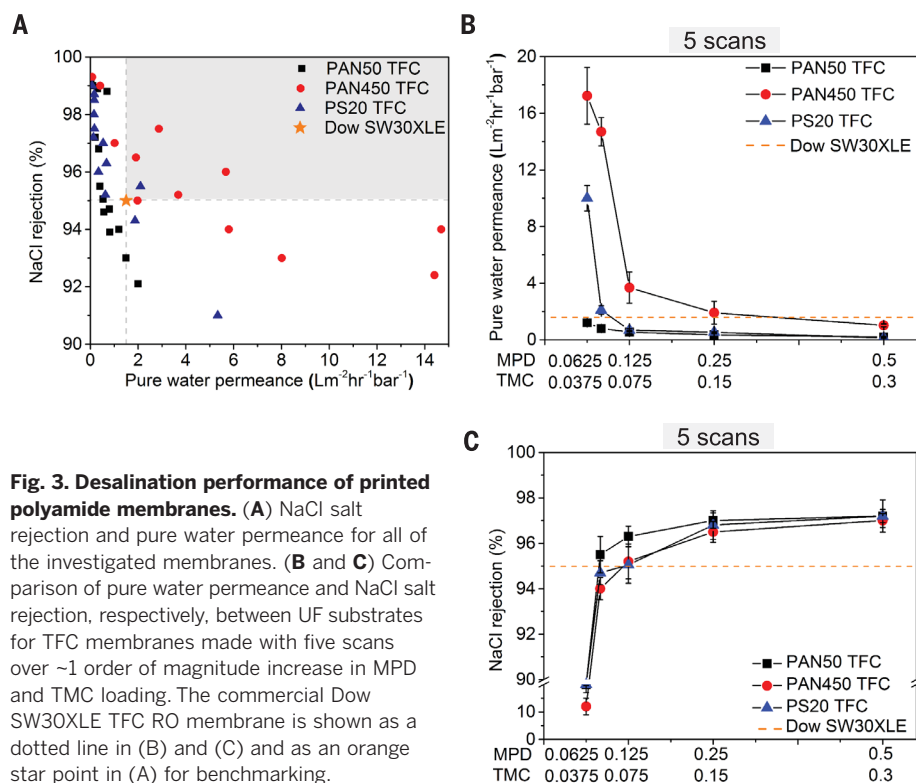 A
100
98
96
94
92
90
NaCl rejection (%)
0 2 4 6 8 10 12 14
Pure water permeance (Lm-2hr-1bar-1)
PAN50 TFC
PAN450 TFC
PS20 TFC
Dow SW30XLE
B
5 scans
20
16
12
8
4
0
Pure water permeance (Lm-2hr-1bar-1)
PAN50 TFC
PAN450 TFC
PS20 TFC
Dow SW30XLE
MPD 0.0625 0.125 0.25 0.5
TMC 0.0375 0.075 0.15 0.3
C
5 scans
100
98
96
94
92
90
10
0
NaCl rejection (%)
PAN50 TFC
PAN450 TFC
PS20 TFC
Dow SW30XLE
MPD 0.0625 0.125 0.25 0.5
TMC 0.0375 0.075 0.15 0.3
Fig. 3. Desalination performance of printed
polyamide membranes. (A) NaCl salt
rejection and pure water permeance for all of
the investigated membranes. (B and C) Com-
parison of pure water permeance and NaCl salt
rejection, respectively, between UF substrates
for TFC membranes made with five scans
over ~1 order of magnitude increase in MPD
and TMC loading. The commercial Dow
SW30XLE TFC RO membrane is shown as a
dotted line in (B) and (C) and as an orange
star point in (A) for benchmarking.